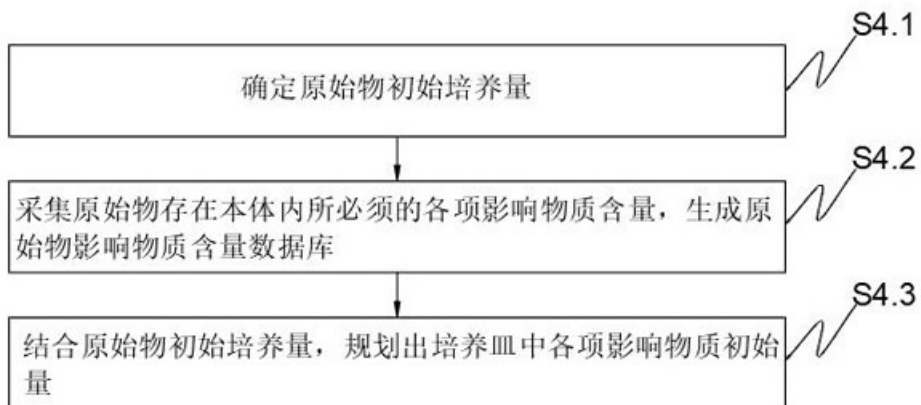 S4.1
确定原始物初始培养量
S4.2
采集原始物存在本体内所必须的各项影响物质含量，生成原
始物影响物质含量数据库
S4.3
结合原始物初始培养量，规划出培养皿中各项影响物质初始
量